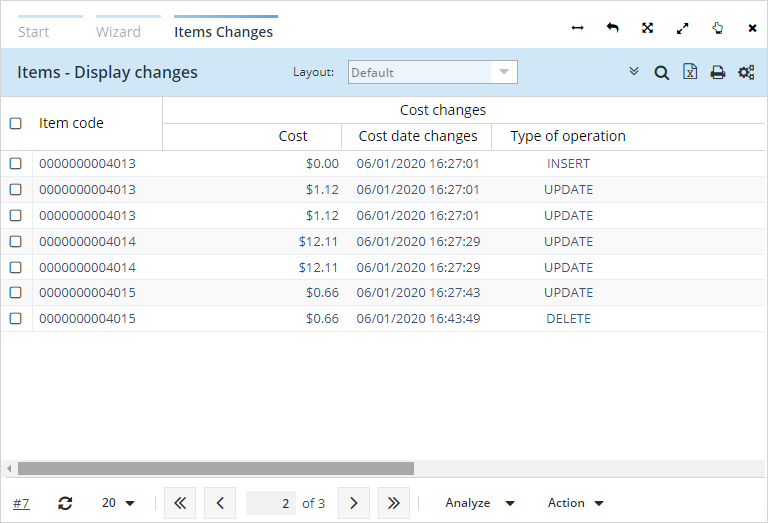 Start Wizard Items Changes
Items - Display changes Layout: Default
Cost changes
Item code
Cost Cost date changes Type of operation
0000000004013 $0.00 06/01/2020 16:27:01 INSERT
0000000004013 $1.12 06/01/2020 16:27:01 UPDATE
0000000004013 $1.12 06/01/2020 16:27:01 UPDATE
0000000004014 $12.11 06/01/2020 16:27:29 UPDATE
0000000004014 $12.11 06/01/2020 16:27:29 UPDATE
0000000004015 $0.66 06/01/2020 16:27:43 UPDATE
0000000004015 $0.66 06/01/2020 16:43:49 DELETE
#7 20 2 of 3 Analyze Action